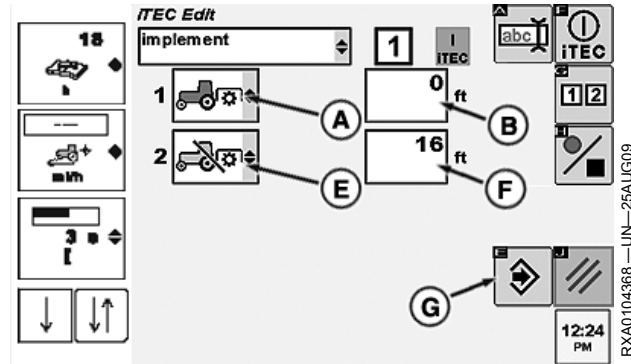 iTEC Edit
implement
1
I
iTEC
abc
iTEC
18
h
1
A
0
ft
B
1 2
---
mi/h
2
E
16
ft
F
3
G
12:24
PM
RXA0104368 —UN—25AUG09